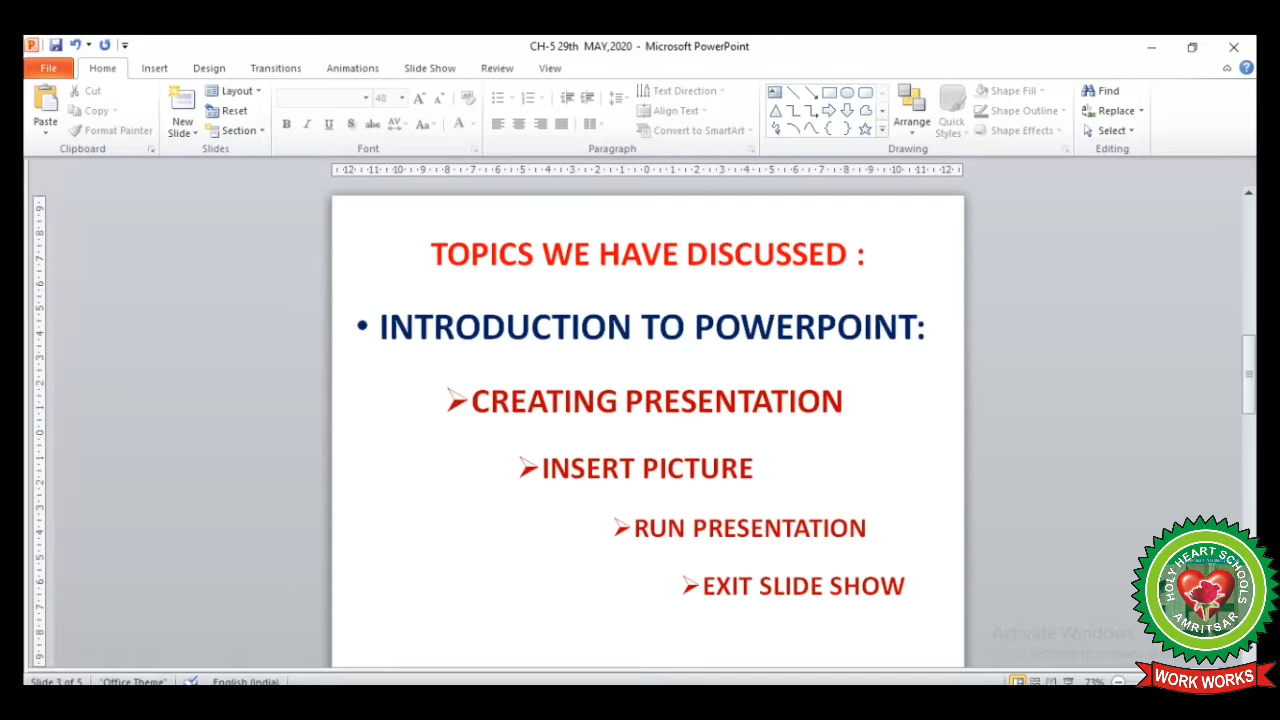 CH-5 29th MAY,2020 - Microsoft PowerPoint
File Home Insert Design Transitions Animations Slide Show Review View
Paste Cut Copy Format Painter Clipboard
New Slide Layout Reset Section Slides
48 Font
Text Direction Align Text Convert to SmartArt Paragraph
Arrange Quick Styles Shape Fill Shape Outline Shape Effects Drawing
Find Replace Select Editing
TOPICS WE HAVE DISCUSSED :
• INTRODUCTION TO POWERPOINT:
CREATING PRESENTATION
INSERT PICTURE
RUN PRESENTATION
EXIT SLIDE SHOW
HOLY HEART SCHOOLS
AMRITSAR
WORK WORKS
Activate Windows
Slide 3 of 5 "Office Theme" English (India) 73%